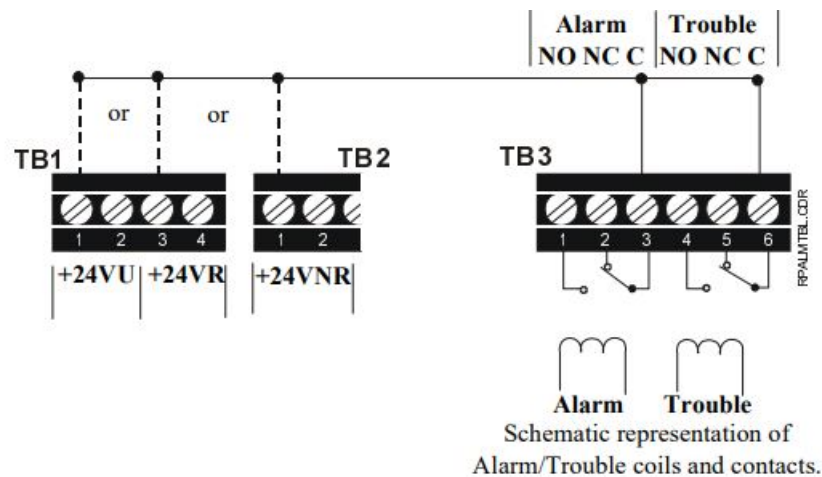 Alarm Trouble
NO NC C NO NC C
or or
TB1 TB2 TB3
1 2 3 4 1 2 1 2 3 4 5 6
+24VU +24VR +24VNR
RPALMTBL.CDR
Alarm Trouble
Schematic representation of
Alarm/Trouble coils and contacts.